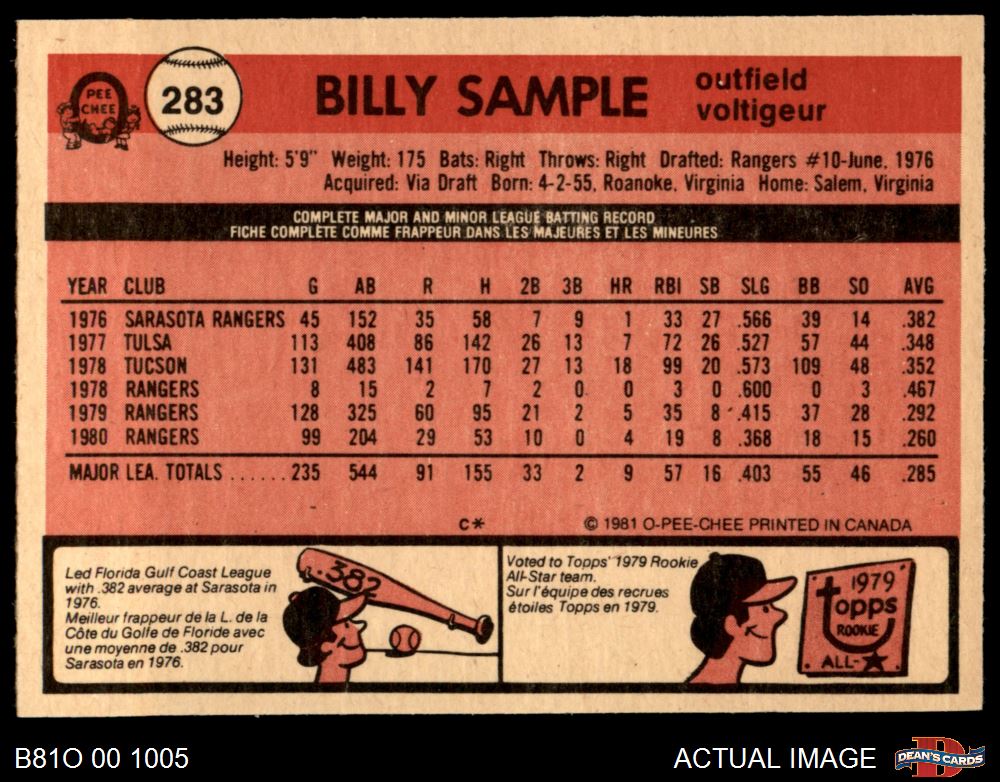 PEE
CHEE
283
BILLY SAMPLE
outfield
voltigeur
Height: 5'9" Weight: 175 Bats: Right Throws: Right Drafted: Rangers #10-June, 1976
Acquired: Via Draft Born: 4-2-55, Roanoke, Virginia Home: Salem, Virginia
COMPLETE MAJOR AND MINOR LEAGUE BATTING RECORD
FICHE COMPLÈTE COMME FRAPPEUR DANS LES MAJEURES ET LES MINEURES
YEAR CLUB G AB R H 2B 3B HR RBI SB SLG BB SO AVG
1976 SARASOTA RANGERS 45 152 35 58 7 9 1 33 27 .566 39 14 .382
1977 TULSA 113 408 86 142 26 13 7 72 26 .527 57 44 .348
1978 TUCSON 131 483 141 170 27 13 18 99 20 .573 109 48 .352
1978 RANGERS 8 15 2 7 2 0 0 3 0 .600 0 3 .467
1979 RANGERS 128 325 60 95 21 2 5 35 8 .415 37 28 .292
1980 RANGERS 99 204 29 53 10 0 4 19 8 .368 18 15 .260
MAJOR LEA. TOTALS ...... 235 544 91 155 33 2 9 57 16 .403 55 46 .285
C* © 1981 O-PEE-CHEE PRINTED IN CANADA
Led Florida Gulf Coast League
with .382 average at Sarasota in
1976.
Meilleur frappeur de la L. de la
Côte du Golfe de Floride avec
une moyenne de .382 pour
Sarasota en 1976.
.382
Voted to Topps' 1979 Rookie
All-Star team.
Sur l'équipe des recrues
étoiles Topps en 1979.
1979
Topps
ROOKIE
ALL-★
B81O 00 1005
ACTUAL IMAGE
DEAN'S CARDS